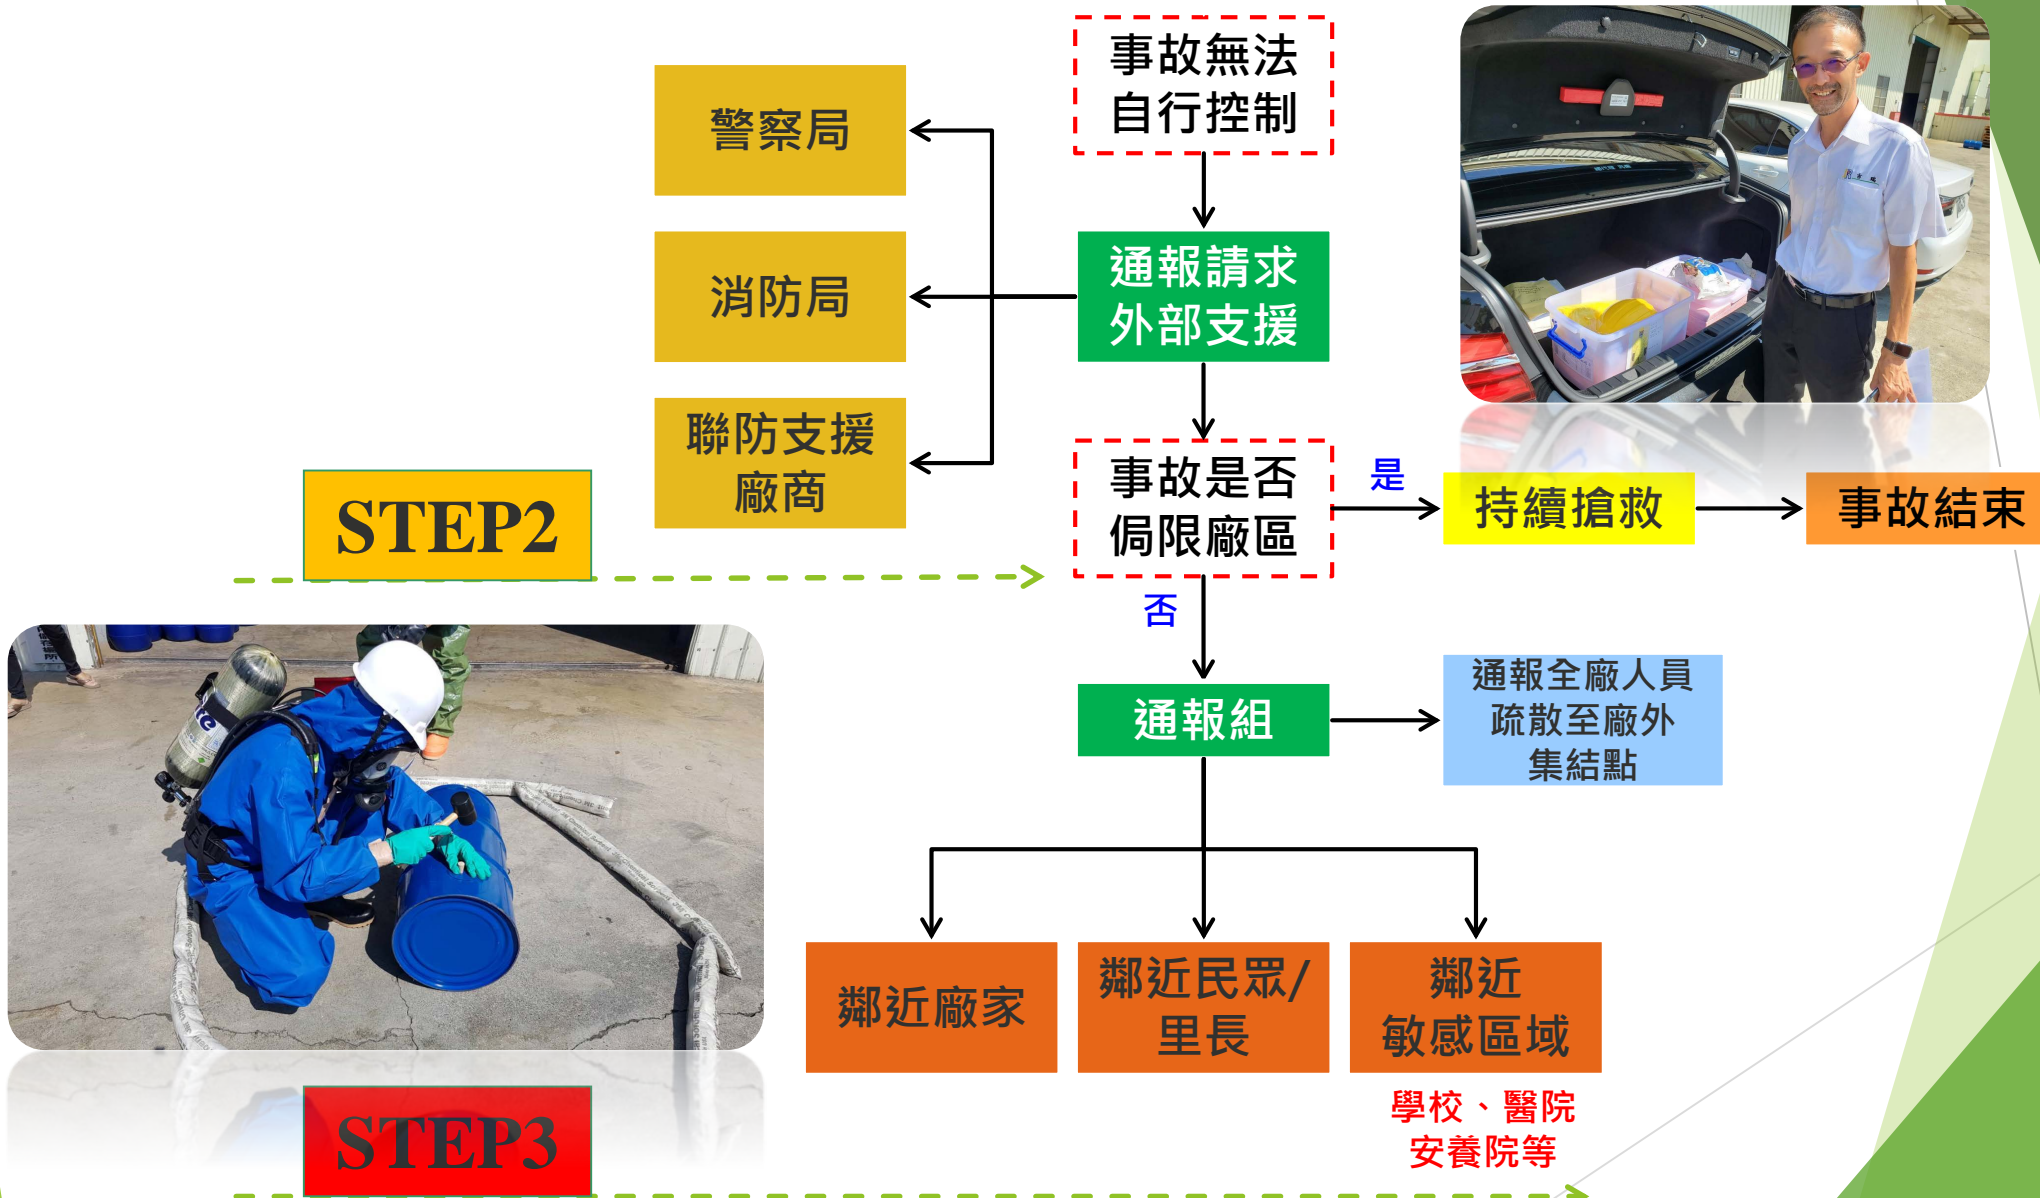 事故無法
自行控制
警察局
通報請求
外部支援
消防局
聯防支援
廠商
事故是否
侷限廠區
是
持續搶救
事故結束
STEP2
否
通報組
通報全廠人員
疏散至廠外
集結點
鄰近廠家
鄰近民眾/
里長
鄰近
敏感區域
學校、醫院
安養院等
STEP3